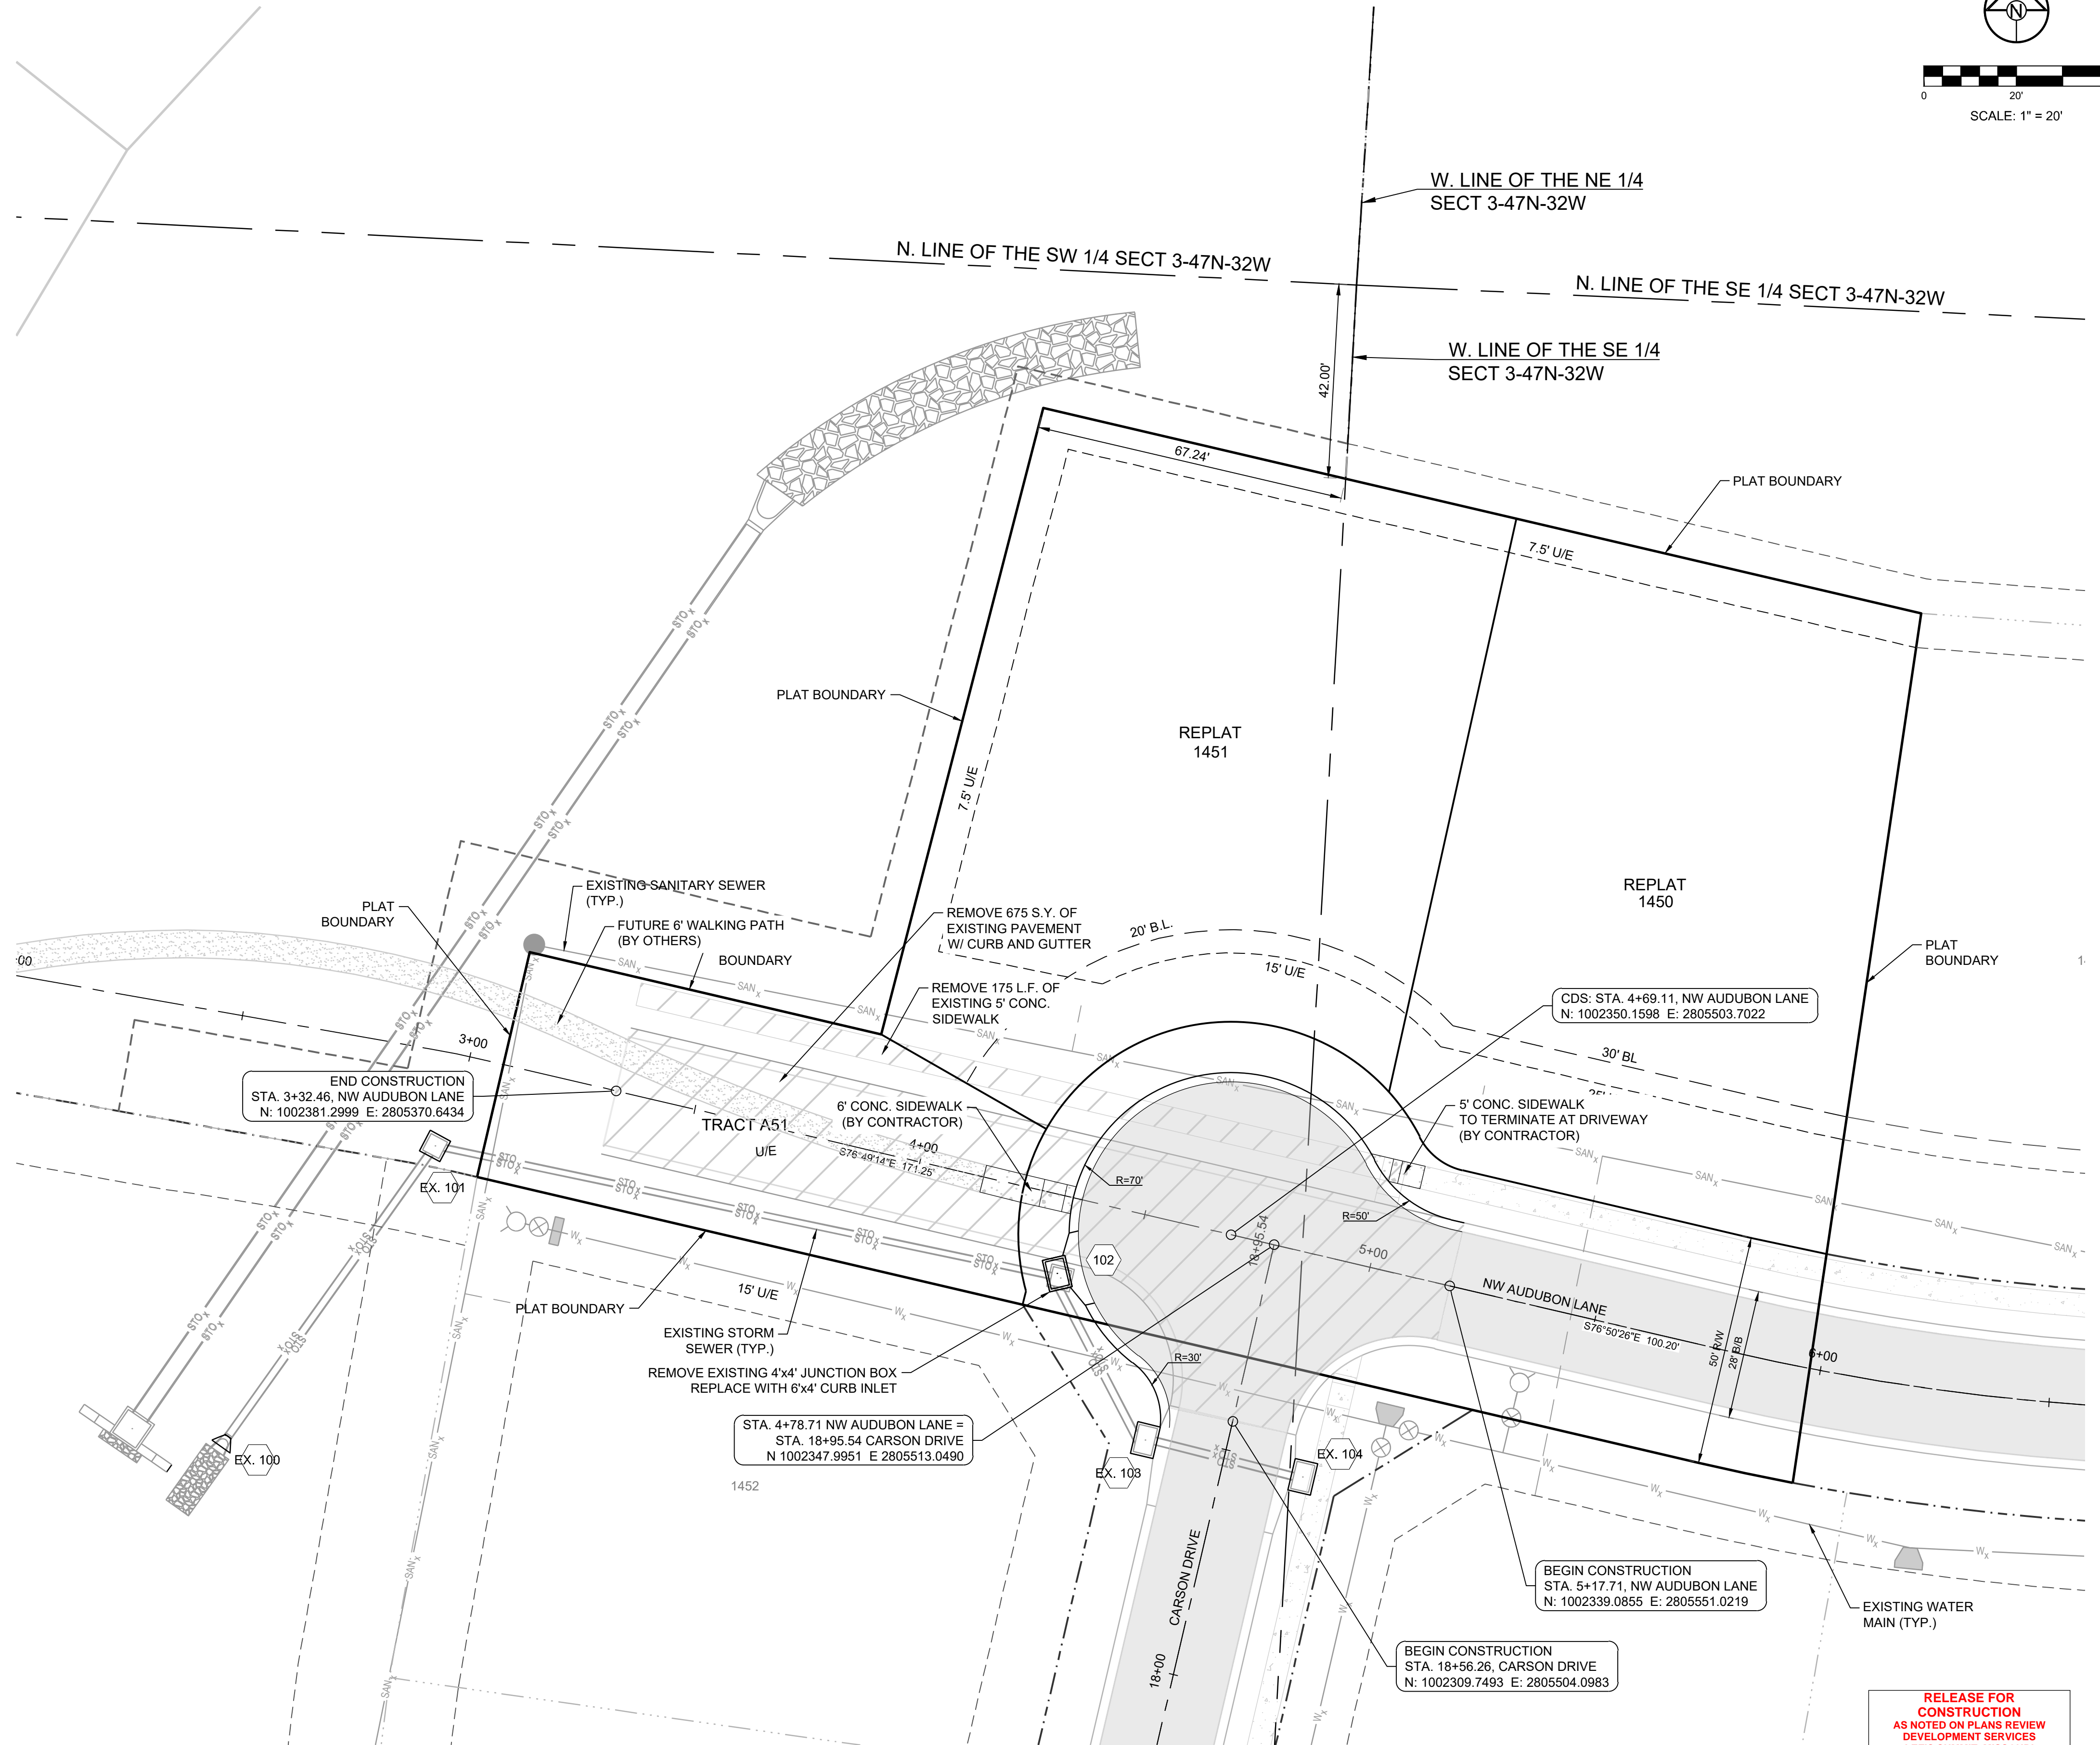 N
0
20'
SCALE: 1" = 20'
W. LINE OF THE NE 1/4
SECT 3-47N-32W
N. LINE OF THE SW 1/4 SECT 3-47N-32W
N. LINE OF THE SE 1/4 SECT 3-47N-32W
W. LINE OF THE SE 1/4
SECT 3-47N-32W
42.00'
67.24'
PLAT BOUNDARY
7.5' U/E
PLAT BOUNDARY
REPLAT
1451
7.5' U/E
REPLAT
1450
EXISTING SANITARY SEWER
(TYP.)
PLAT
BOUNDARY
FUTURE 6' WALKING PATH
(BY OTHERS)
BOUNDARY
REMOVE 675 S.Y. OF
EXISTING PAVEMENT
W/ CURB AND GUTTER
20' B.L.
15' U/E
PLAT
BOUNDARY
REMOVE 175 L.F. OF
EXISTING 5' CONC.
SIDEWALK
CDS: STA. 4+69.11, NW AUDUBON LANE
N: 1002350.1598 E: 2805503.7022
3+00
30' BL
END CONSTRUCTION
STA. 3+32.46, NW AUDUBON LANE
N: 1002381.2999 E: 2805370.6434
6' CONC. SIDEWALK
(BY CONTRACTOR)
5' CONC. SIDEWALK
TO TERMINATE AT DRIVEWAY
(BY CONTRACTOR)
TRACT A51
U/E
4+00
S76°49'14"E 171.25'
R=70'
R=50'
EX. 101
102
18+95.54
5+00
NW AUDUBON LANE
S76°50'26"E 100.20'
50' R/W
28' B/B
6+00
15' U/E
PLAT BOUNDARY
EXISTING STORM
SEWER (TYP.)
REMOVE EXISTING 4'x4' JUNCTION BOX
REPLACE WITH 6'x4' CURB INLET
R=30'
STA. 4+78.71 NW AUDUBON LANE =
STA. 18+95.54 CARSON DRIVE
N 1002347.9951 E 2805513.0490
EX. 100
EX. 103
EX. 104
1452
CARSON DRIVE
18+00
BEGIN CONSTRUCTION
STA. 5+17.71, NW AUDUBON LANE
N: 1002339.0855 E: 2805551.0219
EXISTING WATER
MAIN (TYP.)
BEGIN CONSTRUCTION
STA. 18+56.26, CARSON DRIVE
N: 1002309.7493 E: 2805504.0983
RELEASE FOR
CONSTRUCTION
AS NOTED ON PLANS REVIEW
DEVELOPMENT SERVICES